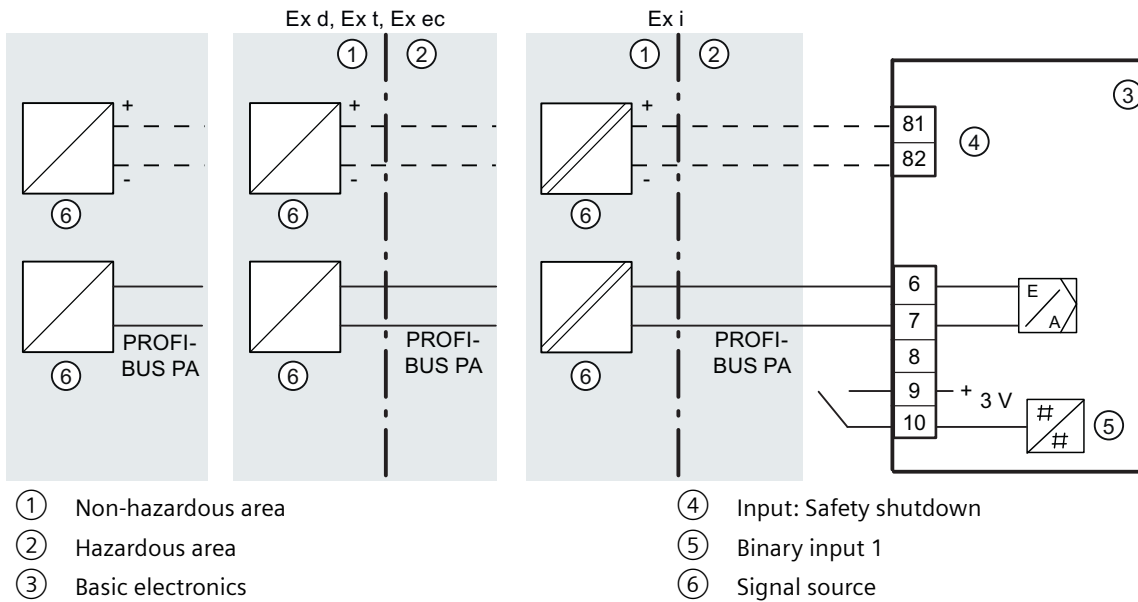 Ex d, Ex t, Ex ec
Ex i
① ②
① ②
③
+
-
⑥
+
-
⑥
+
-
⑥
81
82
④
PROFI-
BUS PA
⑥
PROFI-
BUS PA
⑥
PROFI-
BUS PA
⑥
6
7
8
9
10
E
A
+ 3 V
#
#
⑤
① Non-hazardous area
② Hazardous area
③ Basic electronics
④ Input: Safety shutdown
⑤ Binary input 1
⑥ Signal source